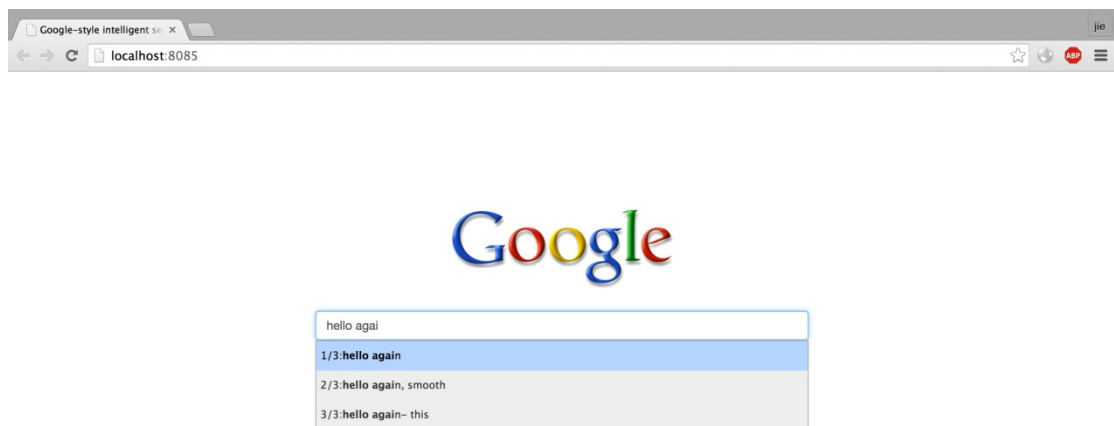 Google-style intelligent se
jie
localhost:8085
ABP
Google
hello agai
1/3:hello again
2/3:hello again, smooth
3/3:hello again- this